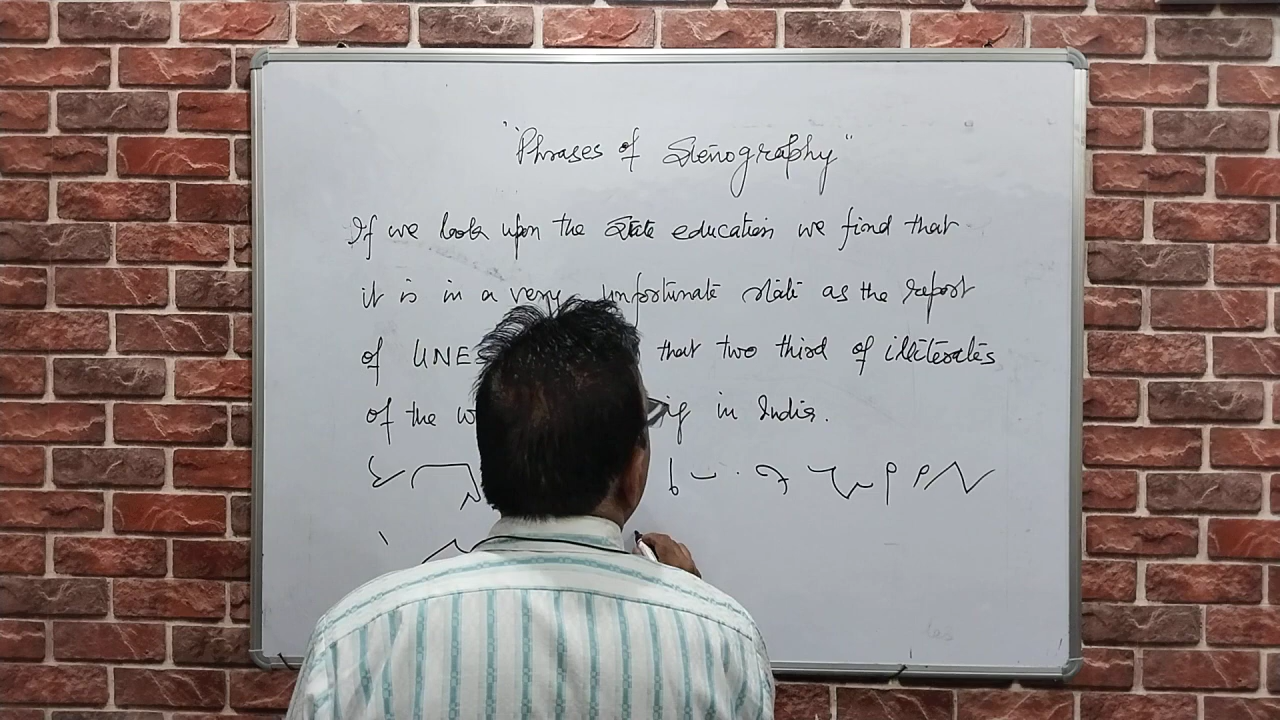 "Phrases of Stenography"
If we look upon the State education we find that
it is in a very unfortunate state as the report
of UNES that two third of illiterates
of the in India.